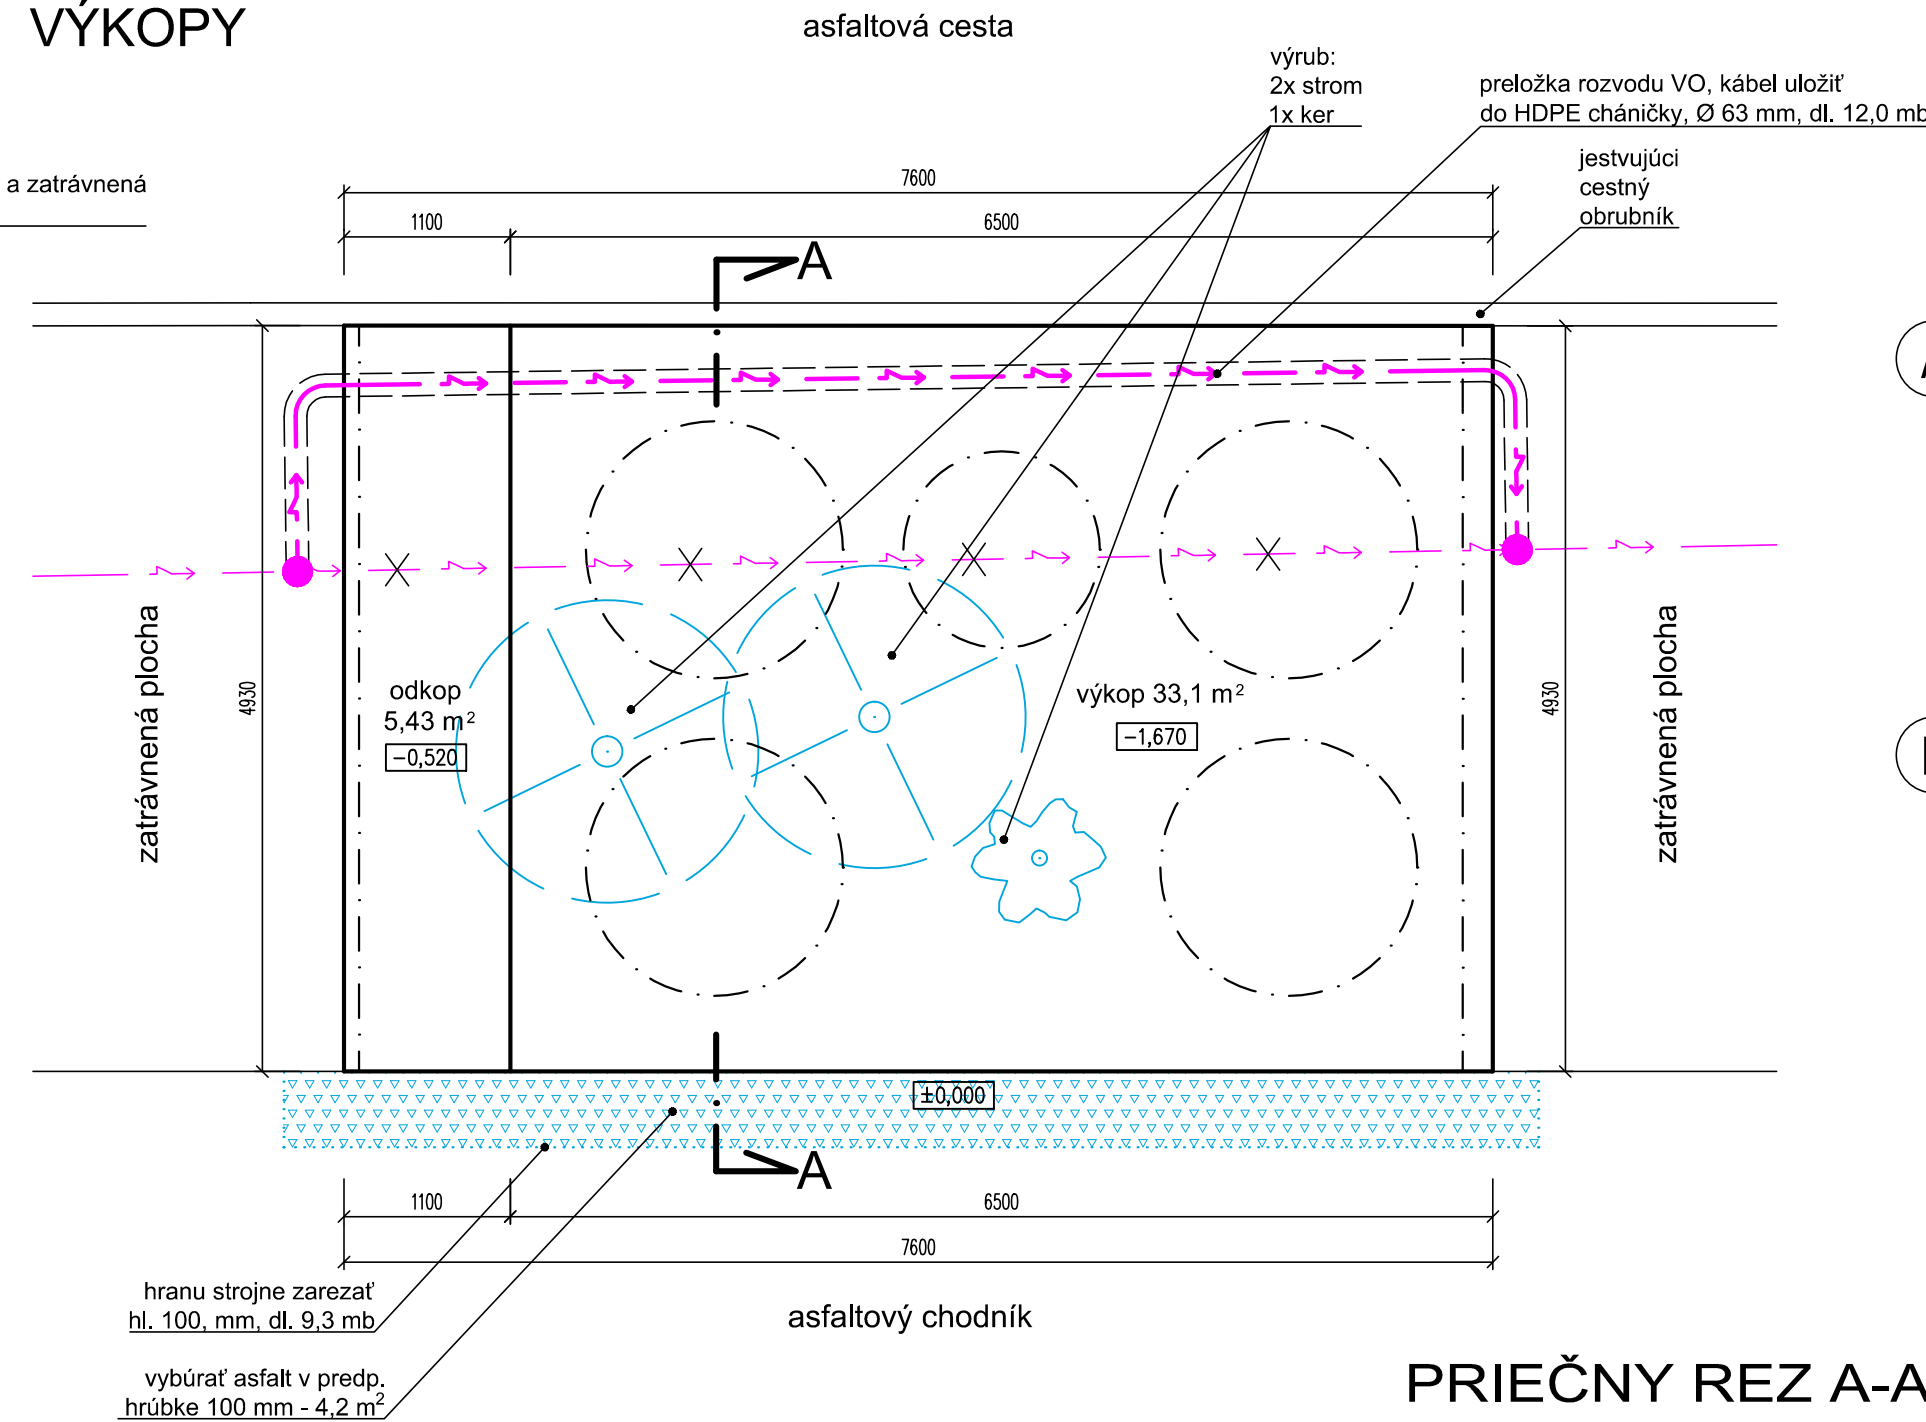 VÝKOPY
asfaltová cesta
výrub:
2x strom
1x ker
preložka rozvodu VO, kábel uložiť
do HDPE cháničky, Ø 63 mm, dl. 12,0 mb
jestvujúci
cestný
obrubník
a zatrávnená
7600
1100
6500
A
4930
zatrávnená plocha
odkop
5,43 m²
−0,520
výkop 33,1 m²
−1,670
4930
zatrávnená plocha
±0,000
A
1100
6500
7600
hranu strojne zarezať
hl. 100, mm, dl. 9,3 mb
asfaltový chodník
vybúrať asfalt v predp.
hrúbke 100 mm - 4,2 m²
PRIEČNY REZ A-A